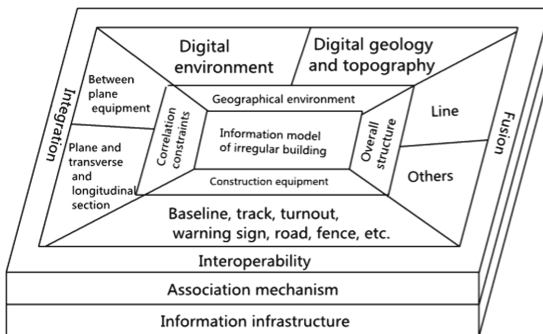 Digital
environment
Digital geology
and topography
Between
plane
equipment
Integration
Geographical environment
Line
Fusion
Correlation
constraints
Information model
of irregular building
Overall
structure
Plane and
transverse
and
longitudinal
section
Construction equipment
Others
Baseline, track, turnout,
warning sign, road, fence, etc.
Interoperability
Association mechanism
Information infrastructure